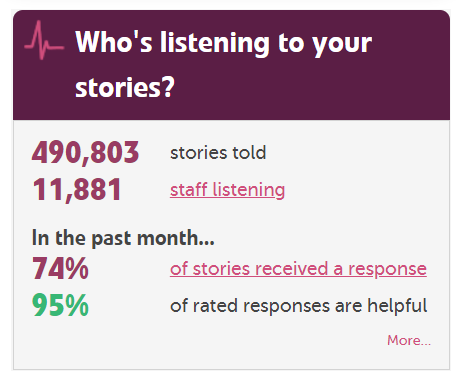 Who's listening to your
stories?
490,803 stories told
11,881 staff listening
In the past month...
74% of stories received a response
95% of rated responses are helpful
More...